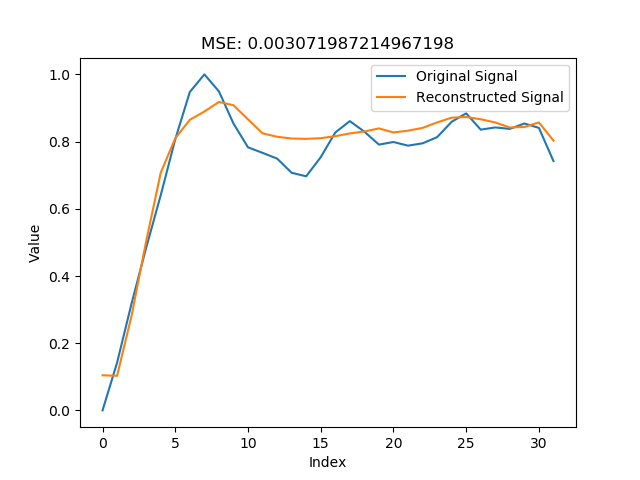 MSE: 0.003071987214967198
Original Signal
Reconstructed Signal
1.0
0.8
0.6
0.4
0.2
0.0
Value
0 5 10 15 20 25 30
Index